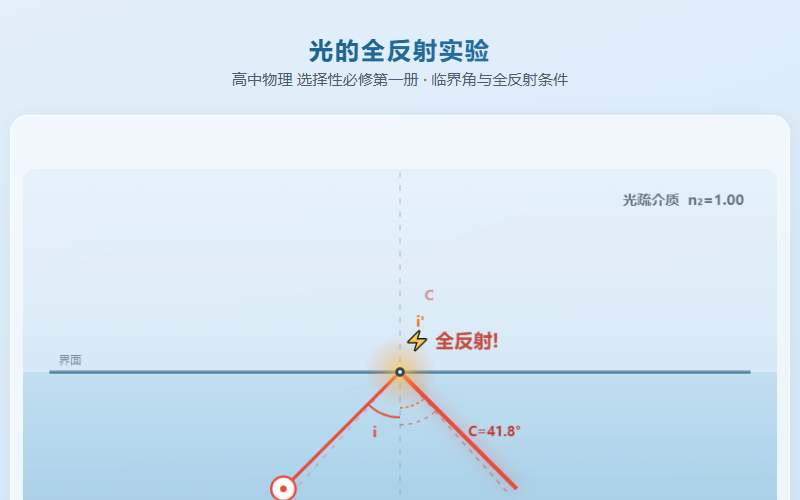 光的全反射实验
高中物理 选择性必修第一册 · 临界角与全反射条件
光疏介质 n₂=1.00
C
i'
⚡ 全反射!
界面
i
C=41.8°